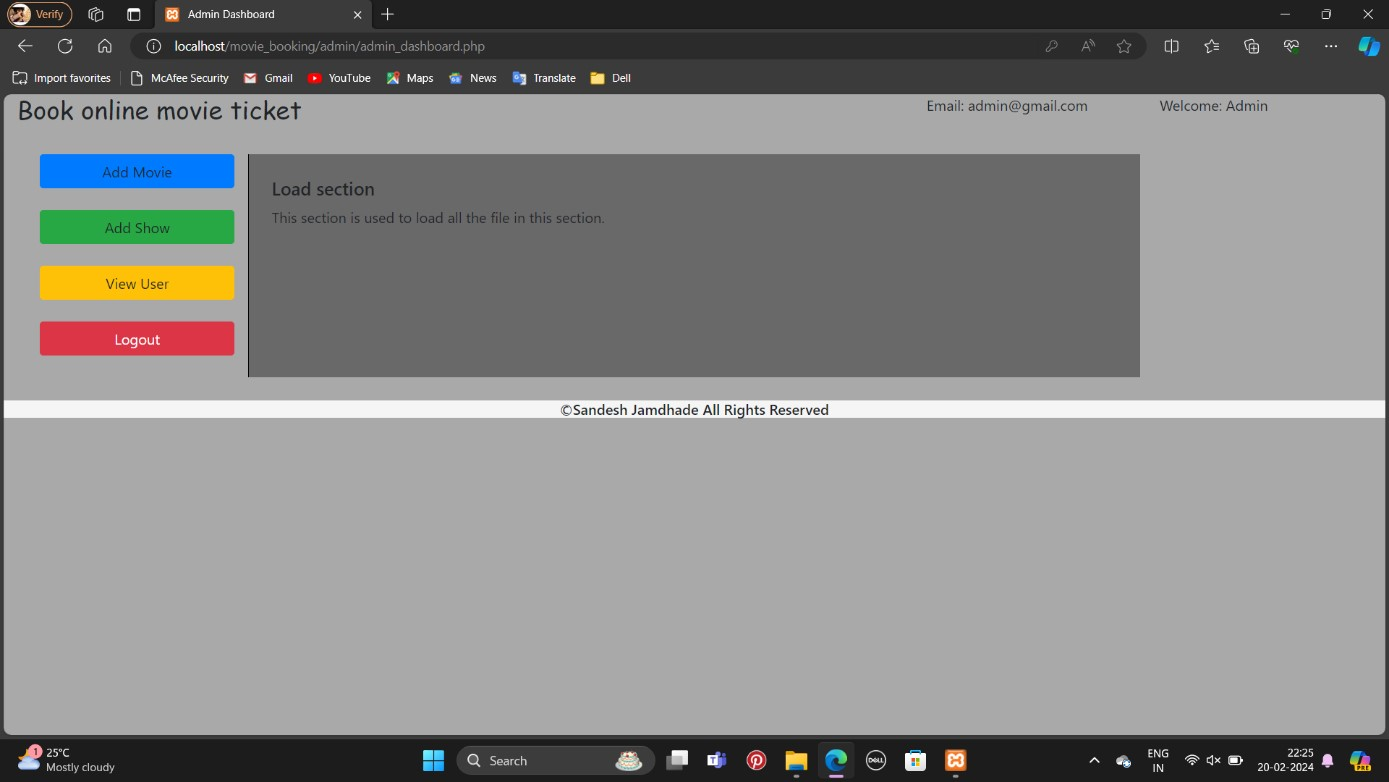 Verify
Admin Dashboard
localhost/movie_booking/admin/admin_dashboard.php
Import favorites
McAfee Security
Gmail
YouTube
Maps
News
Translate
Dell
Book online movie ticket
Email: admin@gmail.com
Welcome: Admin
Add Movie
Add Show
View User
Logout
Load section
This section is used to load all the file in this section.
©Sandesh Jamdhade All Rights Reserved
1
25°C
Mostly cloudy
Search
DELL
ENG
IN
22:25
20-02-2024
PRE